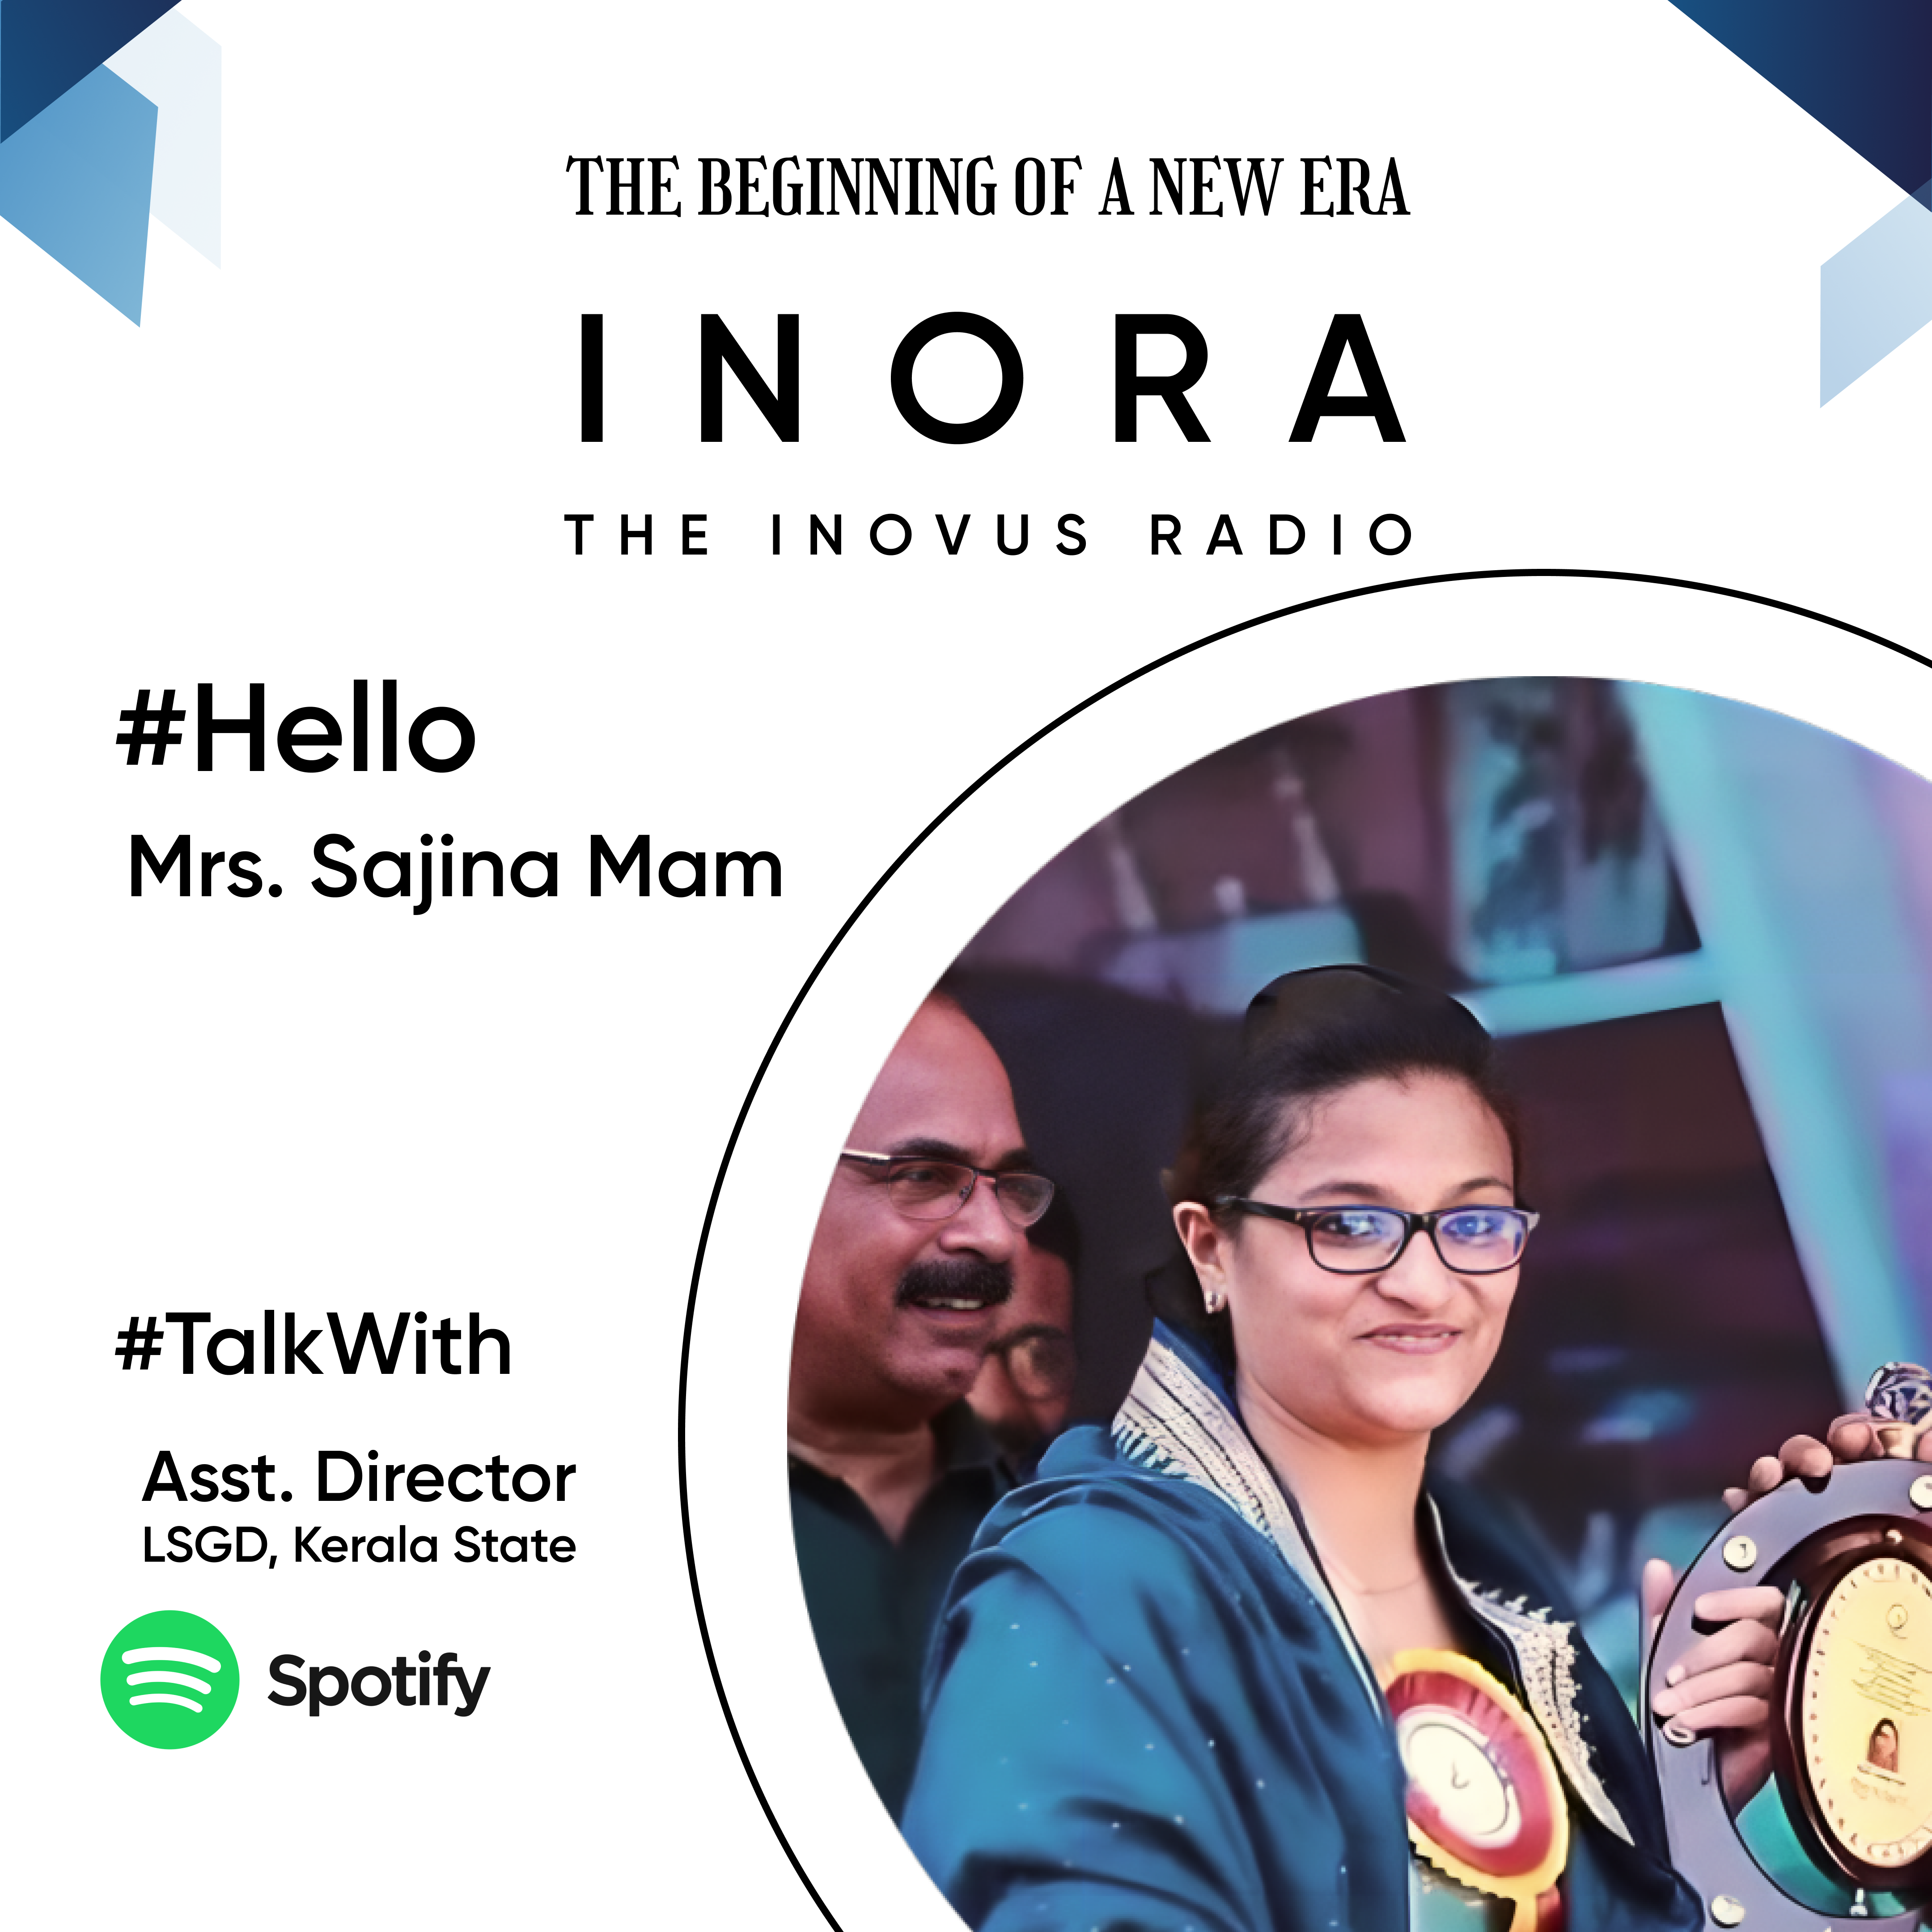 THE BEGINNING OF A NEW ERA
INORA
THE INOVUS RADIO
#Hello
Mrs. Sajina Mam
#TalkWith
Asst. Director
LSGD, Kerala State
Spotify